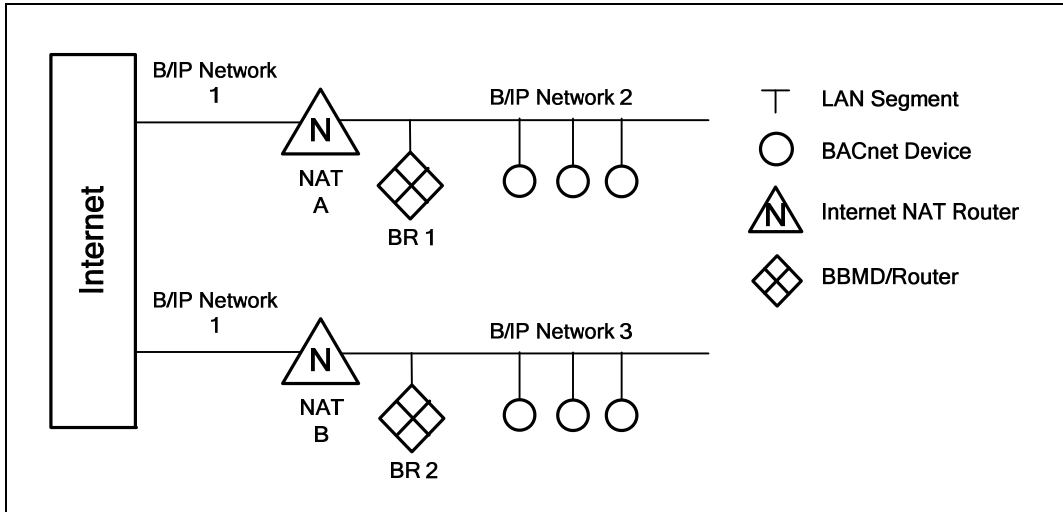 Internet
B/IP Network
1
N
NAT
A
B/IP Network 2
BR 1
B/IP Network
1
N
NAT
B
B/IP Network 3
BR 2
LAN Segment
BACnet Device
N
Internet NAT Router
BBMD/Router